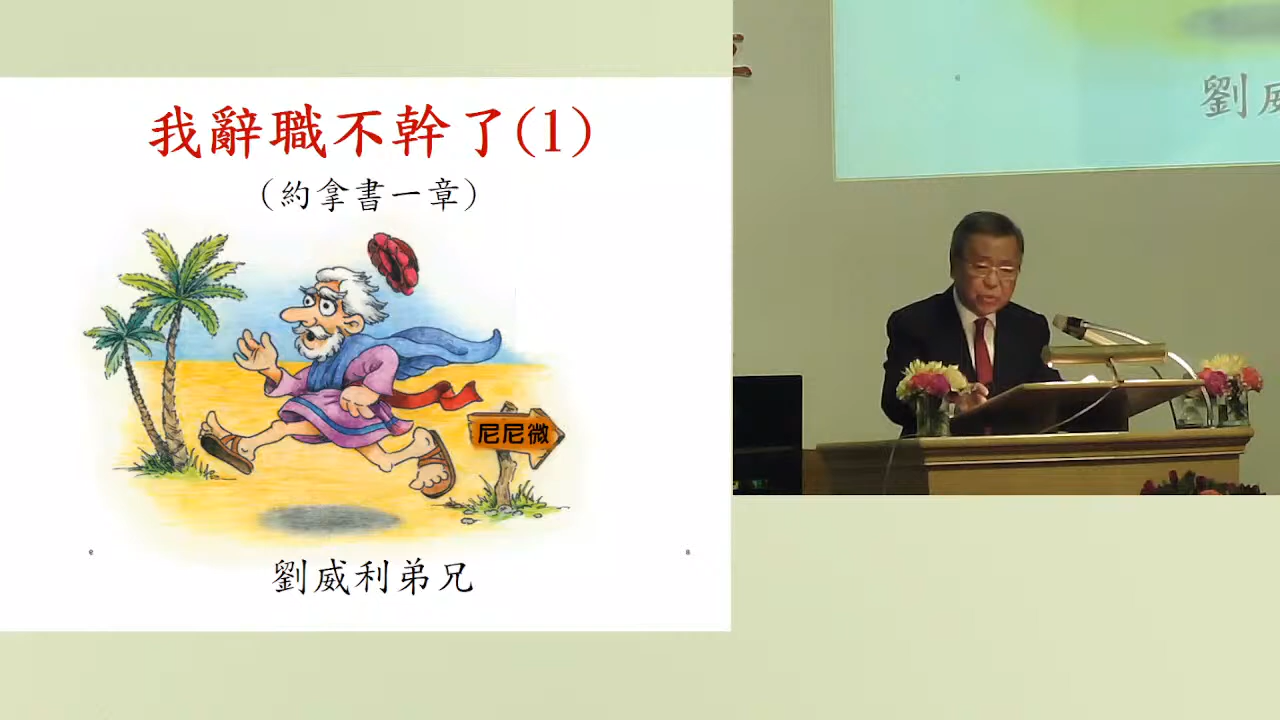 我辭職不幹了(1)
(約拿書一章)
尼尼微
劉威利弟兄
劉威